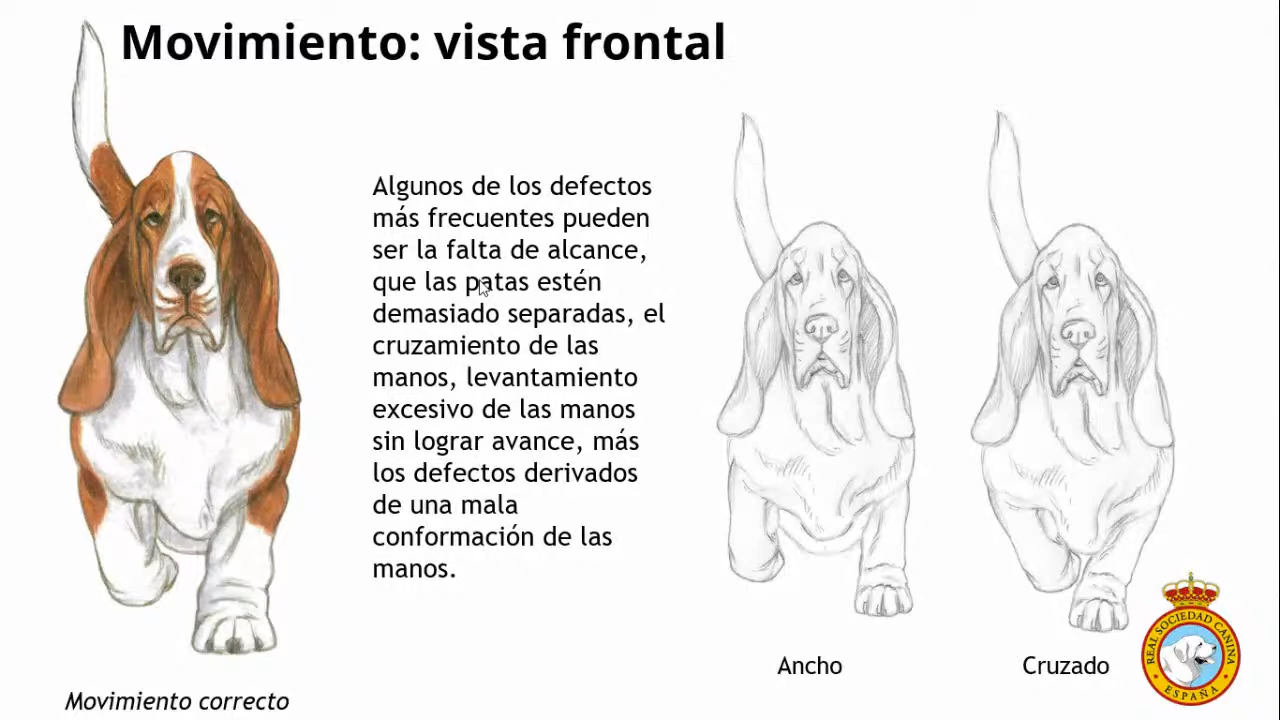 Movimiento: vista frontal
Algunos de los defectos
más frecuentes pueden
ser la falta de alcance,
que las patas estén
demasiado separadas, el
cruzamiento de las
manos, levantamiento
excesivo de las manos
sin lograr avance, más
los defectos derivados
de una mala
conformación de las
manos.
Movimiento correcto
Ancho
Cruzado
REAL SOCIEDAD CANINA
ESPAÑA